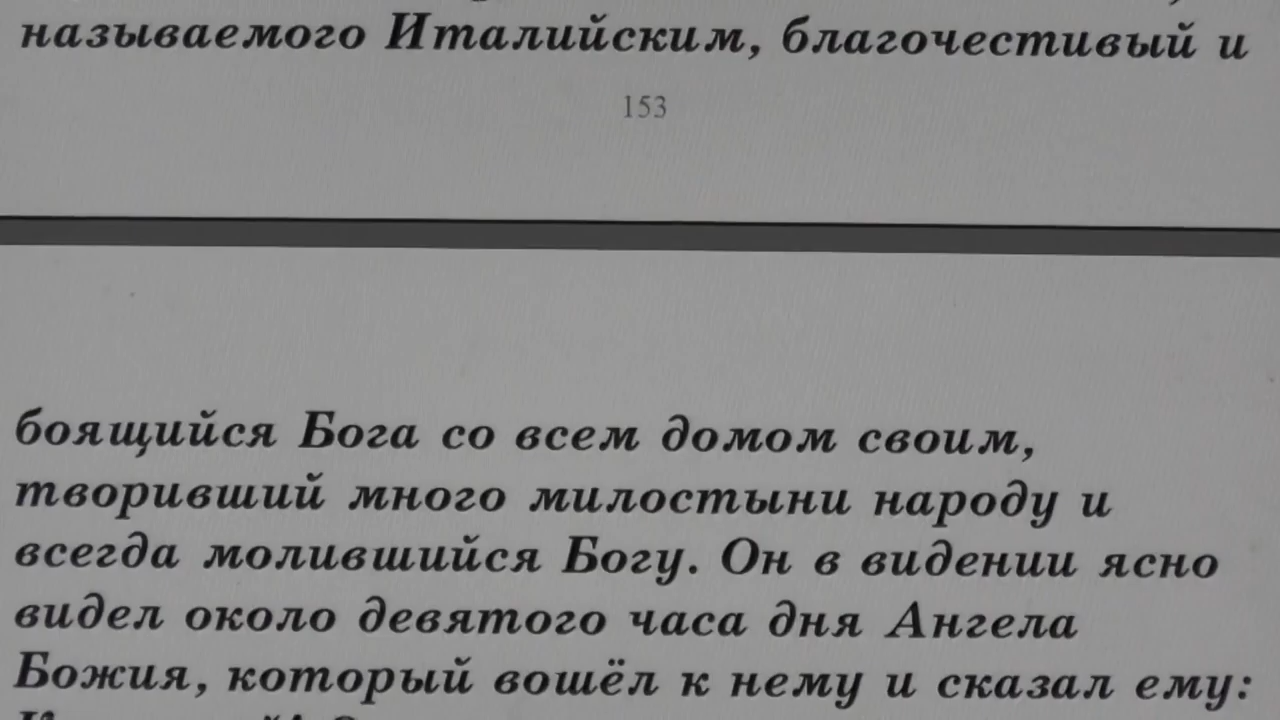 называемого Италийским, благочестивый и
153
боящийся Бога со всем домом своим,
творивший много милостыни народу и
всегда молившийся Богу. Он в видении ясно
видел около девятого часа дня Ангела
Божия, который вошёл к нему и сказал ему: